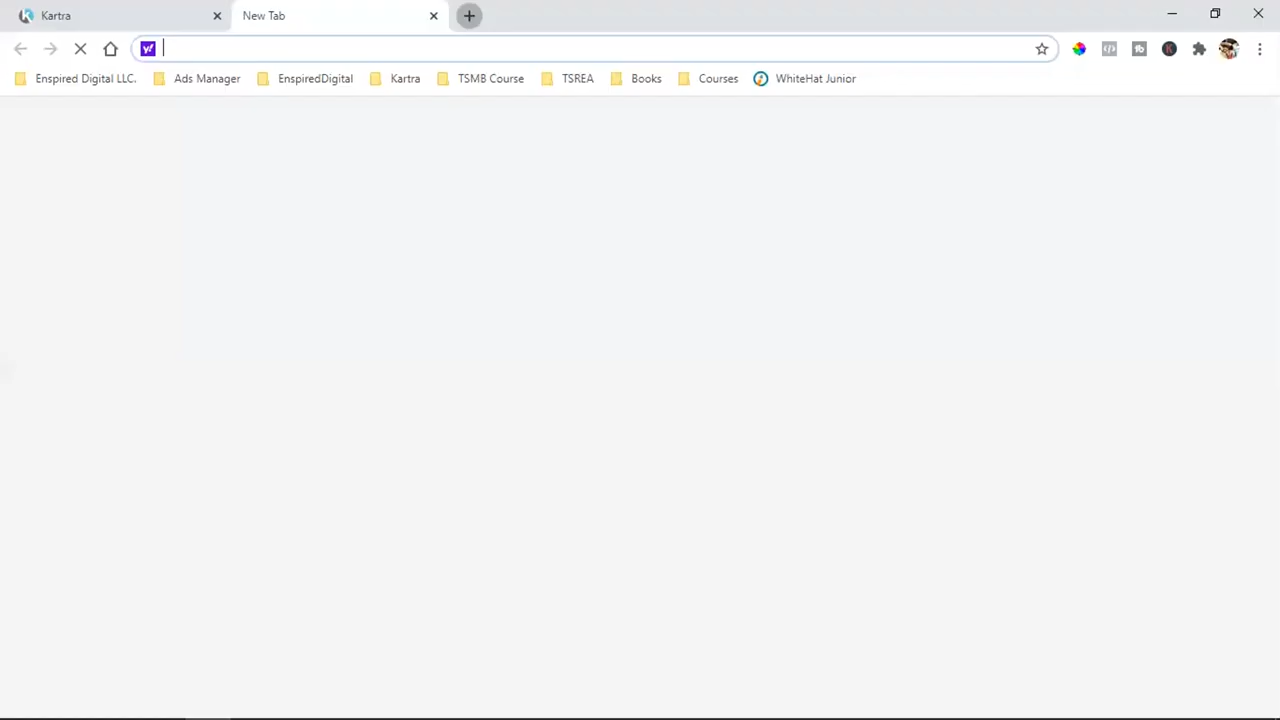 Kartra
New Tab
y!
Enspired Digital LLC.
Ads Manager
EnspiredDigital
Kartra
TSMB Course
TSREA
Books
Courses
WhiteHat Junior